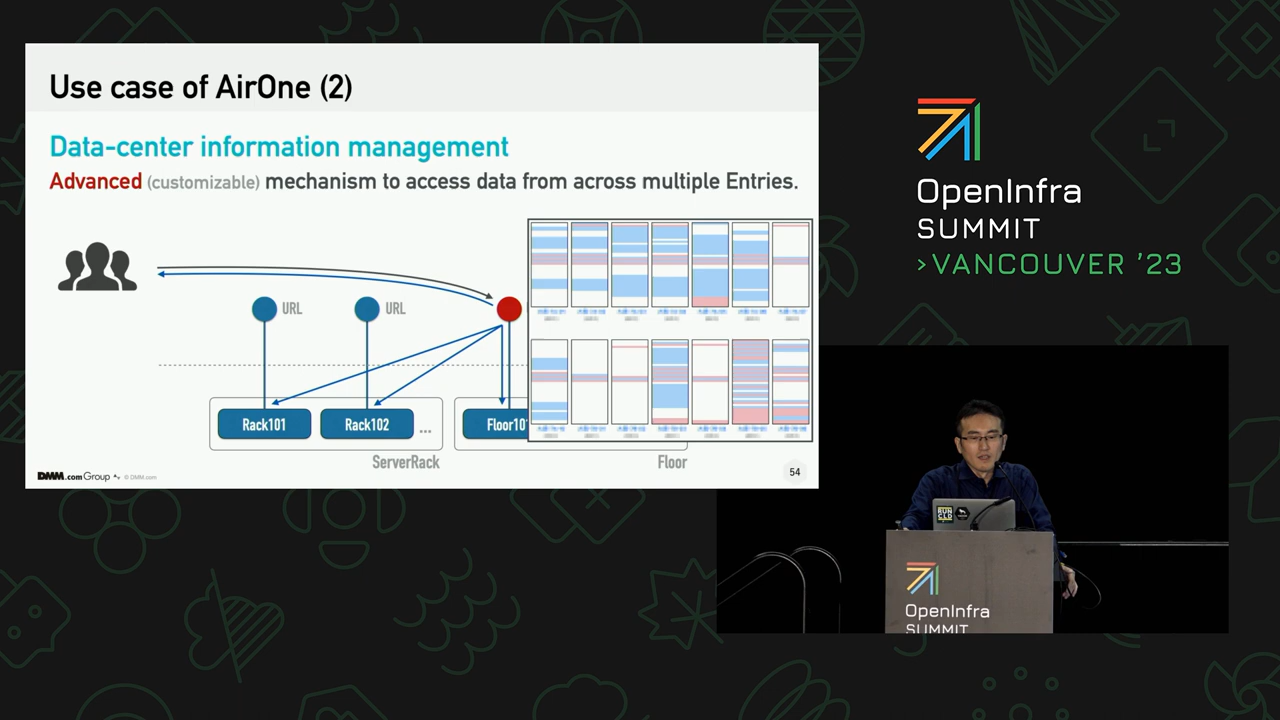 Use case of AirOne (2)
Data-center information management
Advanced (customizable) mechanism to access data from across multiple Entries.
URL
URL
Rack101
Rack102
...
Floor10
ServerRack
Floor
DMM.com Group
© DMM.com
54
OpenInfra
SUMMIT
>VANCOUVER '23
RUN
CLD
OpenInfra
SUMMIT